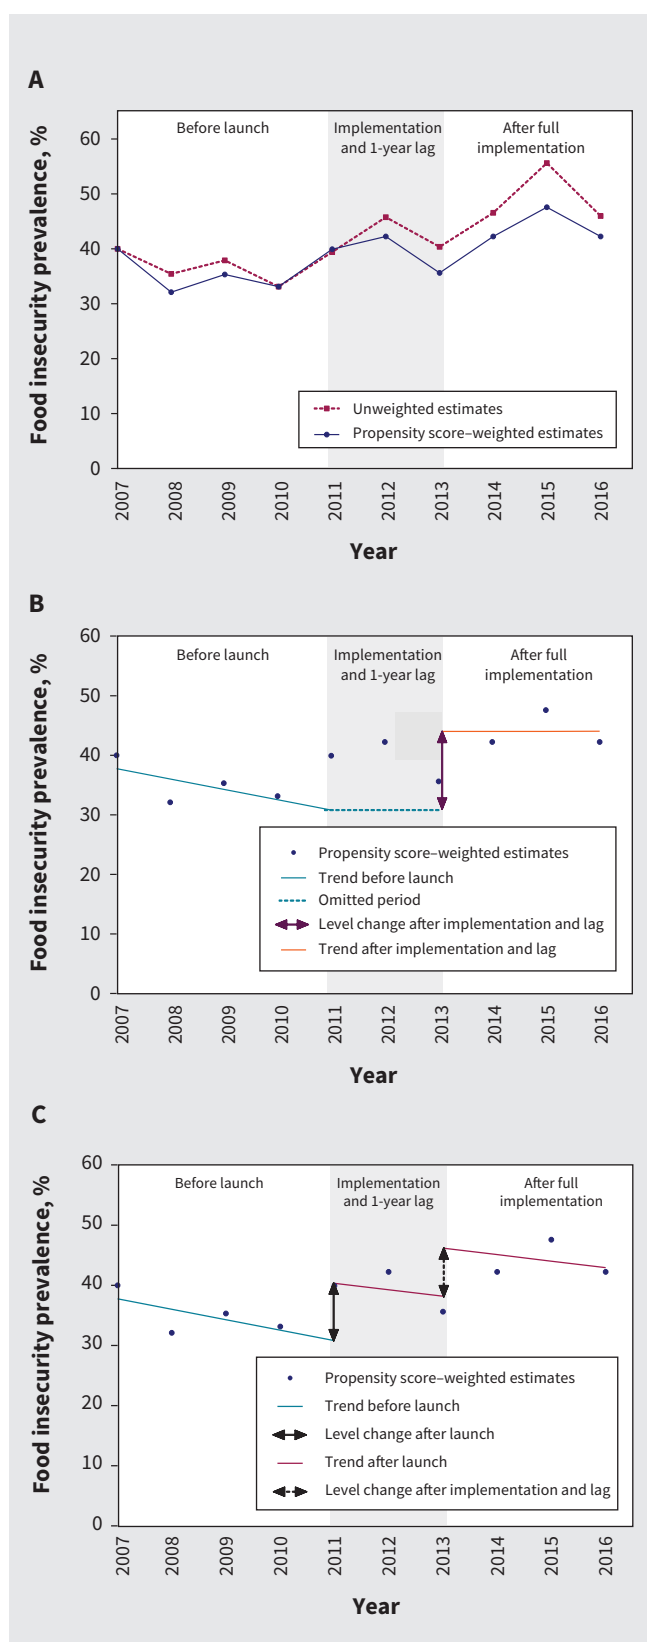 A
Food insecurity prevalence, %
60
50
40
30
20
10
0
Before launch
Implementation
and 1-year lag
After full
implementation
Unweighted estimates
Propensity score–weighted estimates
2007
2008
2009
2010
2011
2012
2013
2014
2015
2016
Year
B
Food insecurity prevalence, %
60
50
40
30
20
10
0
Before launch
Implementation
and 1-year lag
After full
implementation
Propensity score–weighted estimates
Trend before launch
Omitted period
Level change after implementation and lag
Trend after implementation and lag
2007
2008
2009
2010
2011
2012
2013
2014
2015
2016
Year
C
Food insecurity prevalence, %
60
50
40
30
20
10
0
Before launch
Implementation
and 1-year lag
After full
implementation
Propensity score–weighted estimates
Trend before launch
Level change after launch
Trend after launch
Level change after implementation and lag
2007
2008
2009
2010
2011
2012
2013
2014
2015
2016
Year